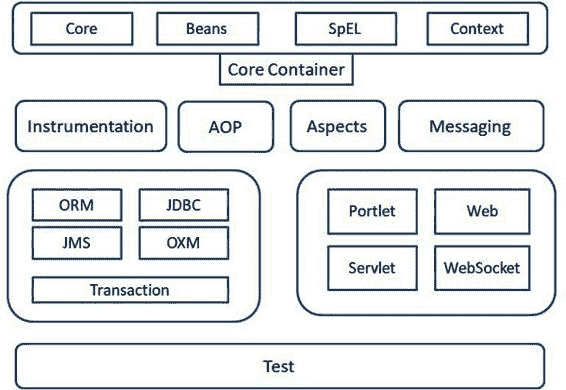 Core Beans SpEL Context
Core Container
Instrumentation AOP Aspects Messaging
ORM JDBC
JMS OXM
Transaction
Portlet Web
Servlet WebSocket
Test